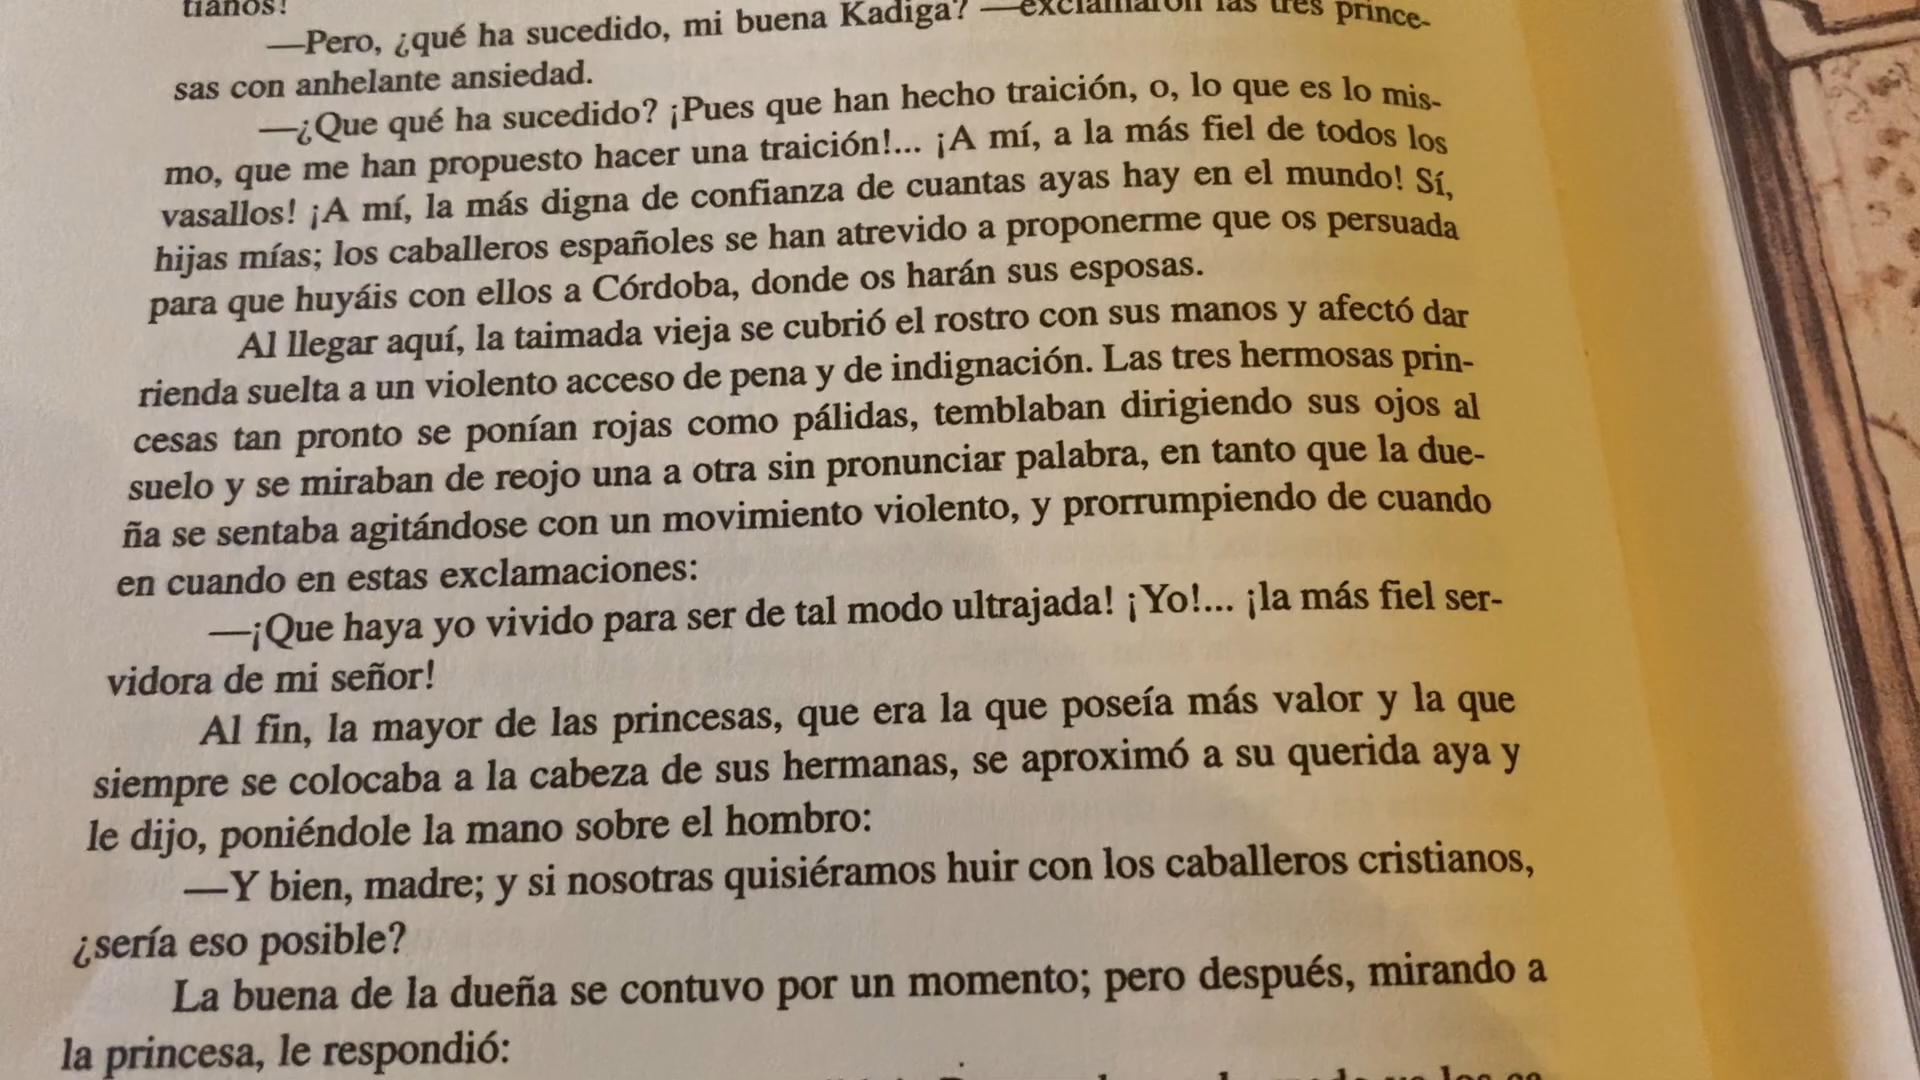 tianos!
—Pero, ¿qué ha sucedido, mi buena Kadiga? —exclamaron las tres prince-
sas con anhelante ansiedad.
—¿Que qué ha sucedido? ¡Pues que han hecho traición, o, lo que es lo mis-
mo, que me han propuesto hacer una traición!... ¡A mí, a la más fiel de todos los
vasallos! ¡A mí, la más digna de confianza de cuantas ayas hay en el mundo! Sí,
hijas mías; los caballeros españoles se han atrevido a proponerme que os persuada
para que huyáis con ellos a Córdoba, donde os harán sus esposas.
Al llegar aquí, la taimada vieja se cubrió el rostro con sus manos y afectó dar
rienda suelta a un violento acceso de pena y de indignación. Las tres hermosas prin-
cesas tan pronto se ponían rojas como pálidas, temblaban dirigiendo sus ojos al
suelo y se miraban de reojo una a otra sin pronunciar palabra, en tanto que la due-
ña se sentaba agitándose con un movimiento violento, y prorrumpiendo de cuando
en cuando en estas exclamaciones:
—¡Que haya yo vivido para ser de tal modo ultrajada! ¡Yo!... ¡la más fiel ser-
vidora de mi señor!
Al fin, la mayor de las princesas, que era la que poseía más valor y la que
siempre se colocaba a la cabeza de sus hermanas, se aproximó a su querida aya y
le dijo, poniéndole la mano sobre el hombro:
—Y bien, madre; y si nosotras quisiéramos huir con los caballeros cristianos,
¿sería eso posible?
La buena de la dueña se contuvo por un momento; pero después, mirando a
la princesa, le respondió: